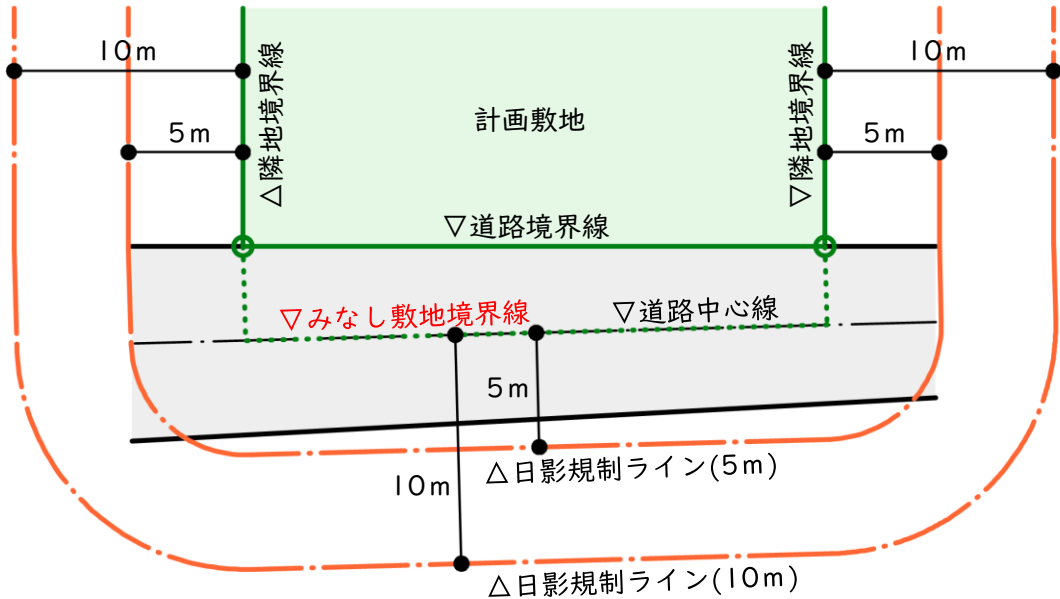 10m
10m
△隣地境界線
▽隣地境界線
計画敷地
5m
5m
▽道路境界線
▽みなし敷地境界線
▽道路中心線
5m
△日影規制ライン(5m)
10m
△日影規制ライン(10m)